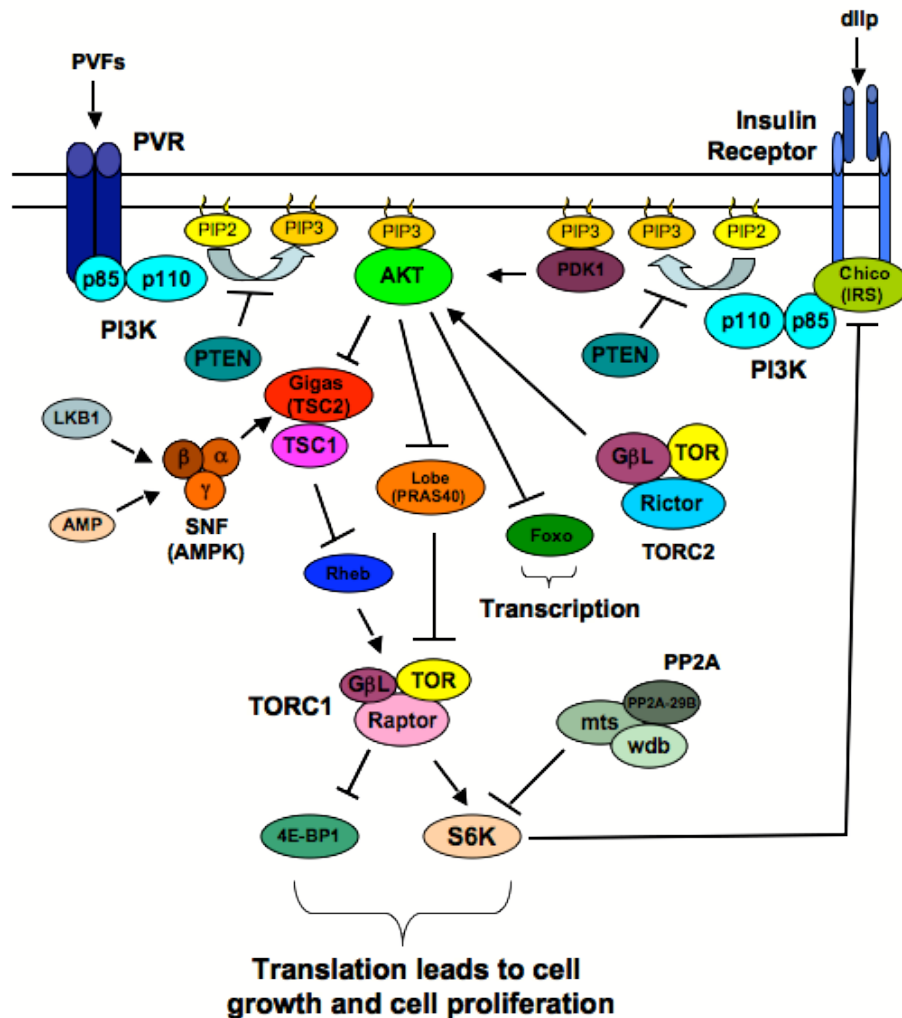 dIlp
PVFs
PVR
Insulin
Receptor
PIP2
PIP3
PIP3
PIP3
PIP3
PIP2
p85
p110
AKT
PDK1
Chico
(IRS)
PI3K
p110
p85
PTEN
PTEN
PI3K
Gigas
(TSC2)
LKB1
TSC1
β
α
γ
GβL
TOR
Lobe
(PRAS40)
Rictor
AMP
SNF
(AMPK)
Foxo
TORC2
Rheb
Transcription
PP2A
GβL
TOR
PP2A-29B
TORC1
Raptor
mts
wdb
4E-BP1
S6K
Translation leads to cell
growth and cell proliferation